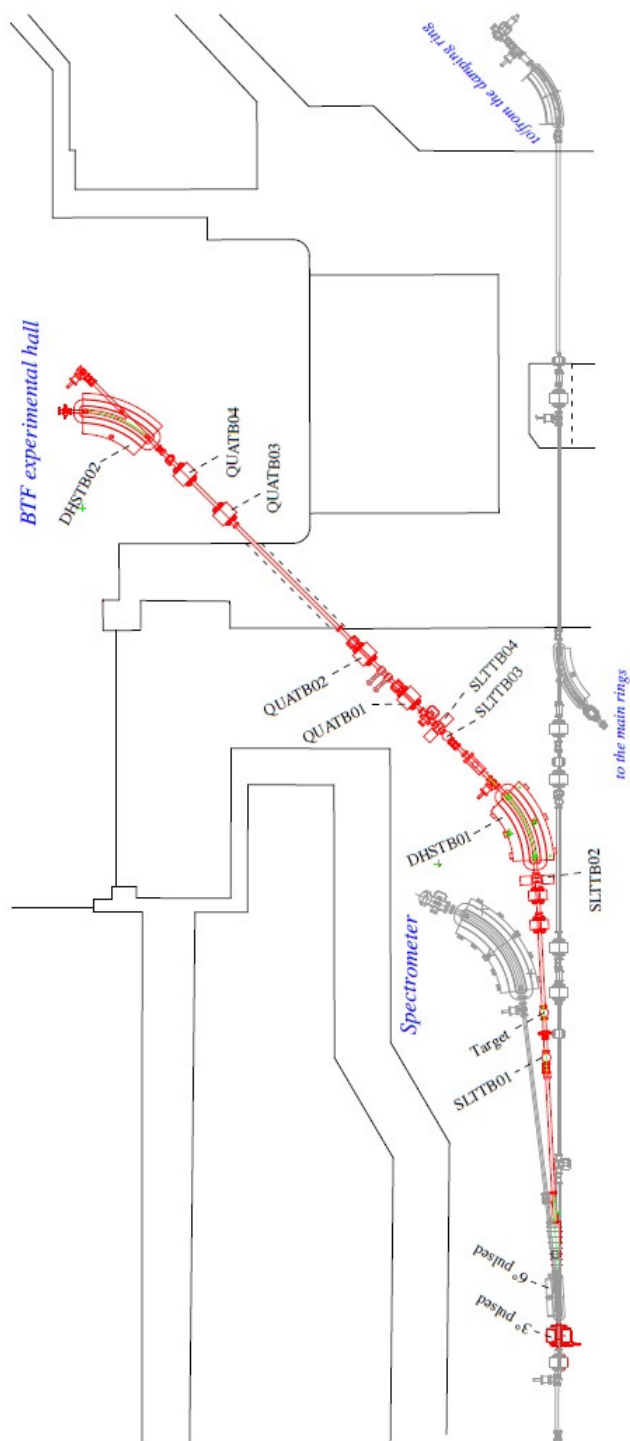 to/from the damping ring
BTF experimental hall
QUATB04
QUATB03
DHSTB02
SLTTB04
SLTTB03
QUATB02
QUATB01
to the main rings
DHSTB01
SLTTB02
Spectrometer
Target
SLTTB01
6° pulsed
3° pulsed